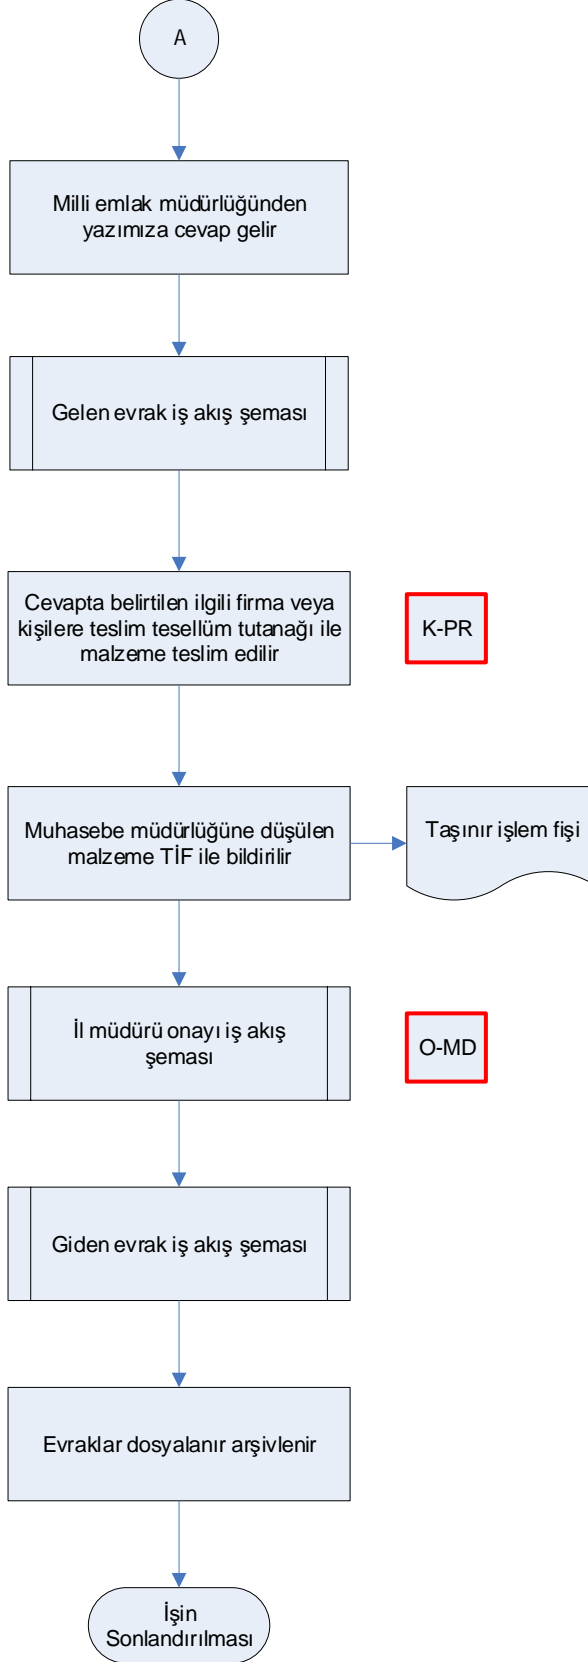 A
Milli emlak müdürlüğünden
yazımıza cevap gelir
Gelen evrak iş akış şeması
Cevapta belirtilen ilgili firma veya
kişilere teslim tesellüm tutanağı ile
malzeme teslim edilir
K-PR
Muhasebe müdürlüğüne düşülen
malzeme TİF ile bildirilir
Taşınır işlem fişi
İl müdürü onayı iş akış
şeması
O-MD
Giden evrak iş akış şeması
Evraklar dosyalanır arşivlenir
İşin
Sonlandırılması